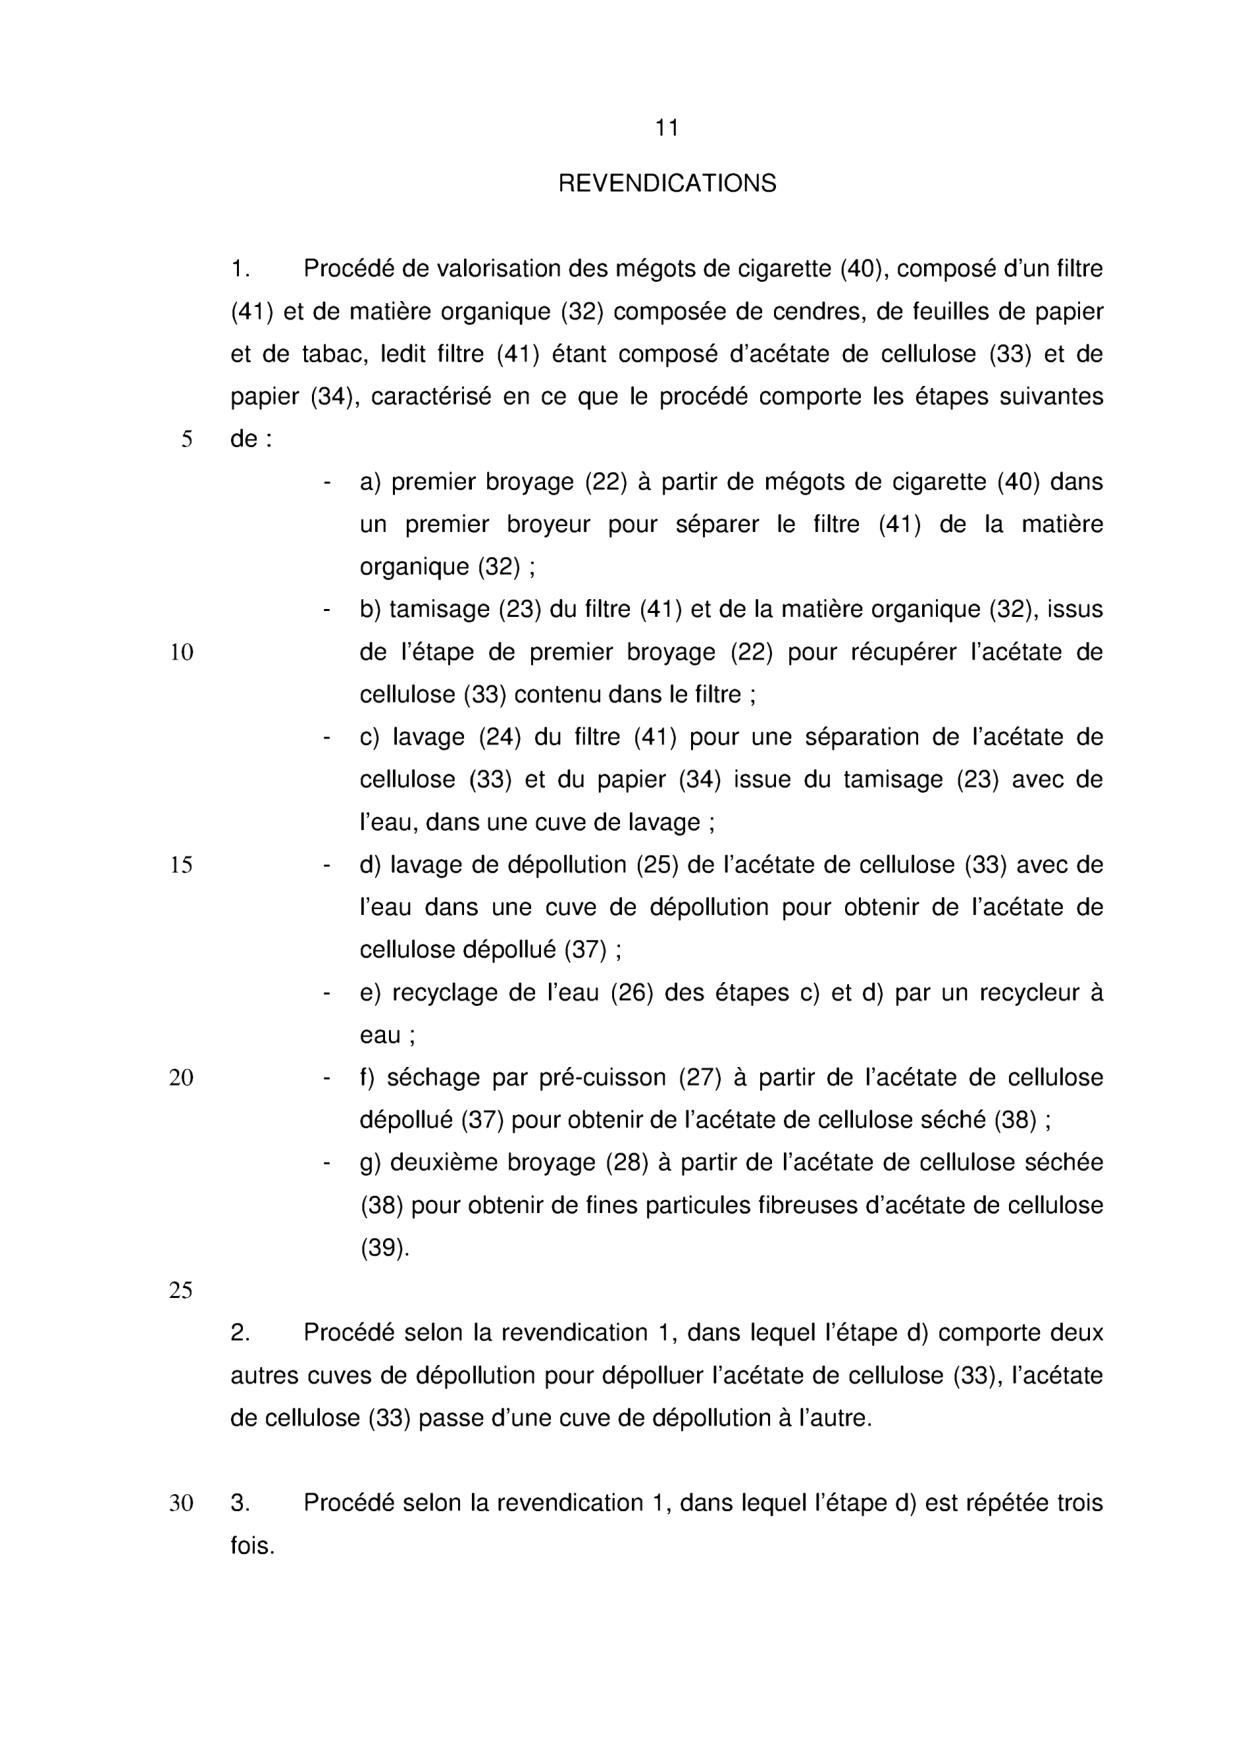 11
REVENDICATIONS
1. Procédé de valorisation des mégots de cigarette (40), composé d'un filtre
(41) et de matière organique (32) composée de cendres, de feuilles de papier
et de tabac, ledit filtre (41) étant composé d'acétate de cellulose (33) et de
papier (34), caractérisé en ce que le procédé comporte les étapes suivantes
5 de :
- a) premier broyage (22) à partir de mégots de cigarette (40) dans
un premier broyeur pour séparer le filtre (41) de la matière
organique (32) ;
- b) tamisage (23) du filtre (41) et de la matière organique (32), issus
10 de l'étape de premier broyage (22) pour récupérer l'acétate de
cellulose (33) contenu dans le filtre ;
- c) lavage (24) du filtre (41) pour une séparation de l'acétate de
cellulose (33) et du papier (34) issue du tamisage (23) avec de
l'eau, dans une cuve de lavage ;
15 - d) lavage de dépollution (25) de l'acétate de cellulose (33) avec de
l'eau dans une cuve de dépollution pour obtenir de l'acétate de
cellulose dépollué (37) ;
- e) recyclage de l'eau (26) des étapes c) et d) par un recycleur à
eau ;
20 - f) séchage par pré-cuisson (27) à partir de l'acétate de cellulose
dépollué (37) pour obtenir de l'acétate de cellulose séché (38) ;
- g) deuxième broyage (28) à partir de l'acétate de cellulose séchée
(38) pour obtenir de fines particules fibreuses d'acétate de cellulose
(39).
25
2. Procédé selon la revendication 1, dans lequel l'étape d) comporte deux
autres cuves de dépollution pour dépolluer l'acétate de cellulose (33), l'acétate
de cellulose (33) passe d'une cuve de dépollution à l'autre.
30 3. Procédé selon la revendication 1, dans lequel l'étape d) est répétée trois
fois.